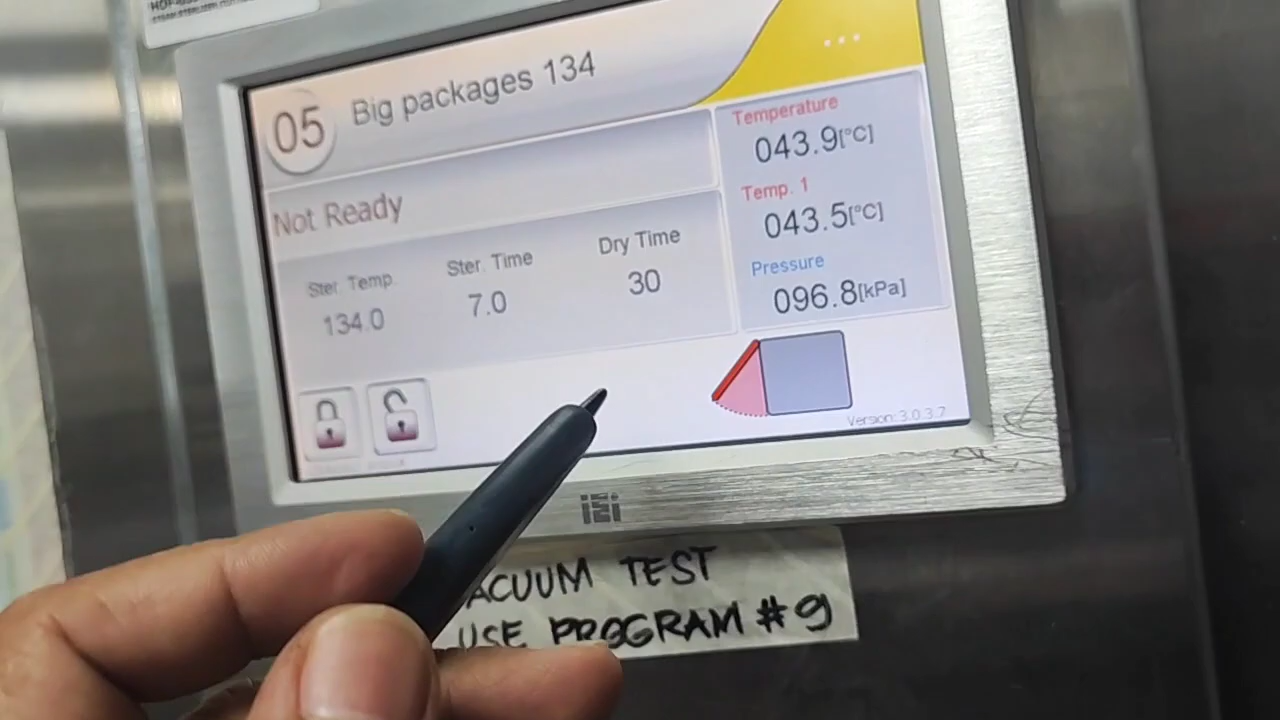 05
Big packages 134
...
Not Ready
Ster. Temp.
134.0
Ster. Time
7.0
Dry Time
30
Temperature
043.9[°C]
Temp. 1
043.5[°C]
Pressure
096.8[kPa]
Version: 3.0.3.7
iEi
ACUUM TEST
USE PROGRAM #9